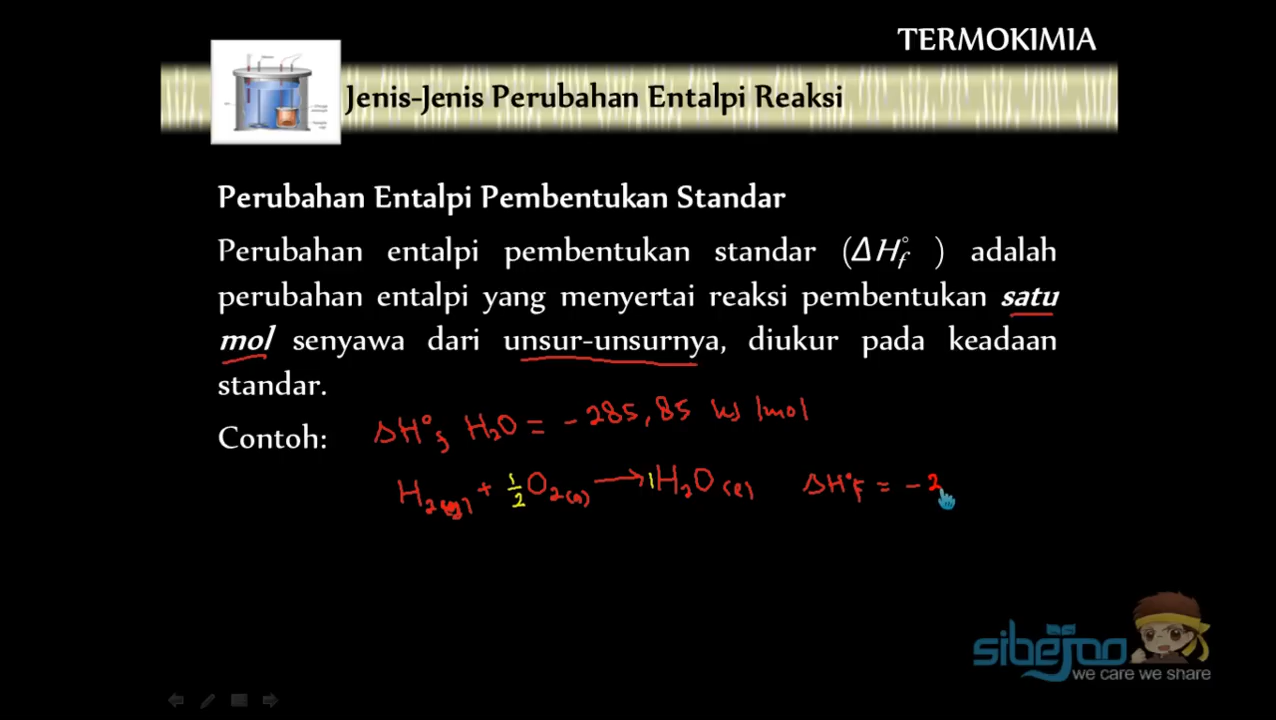 TERMOKIMIA
Jenis-Jenis Perubahan Entalpi Reaksi
Perubahan Entalpi Pembentukan Standar
Perubahan entalpi pembentukan standar (ΔH°f ) adalah
perubahan entalpi yang menyertai reaksi pembentukan satu
mol senyawa dari unsur-unsurnya, diukur pada keadaan
standar.
Contoh: ΔH°f H₂O = -285,85 kJ/mol
H₂(g) + ½O₂(g) → 1H₂O(l) ΔH°f = -2
sibejoo
we care we share